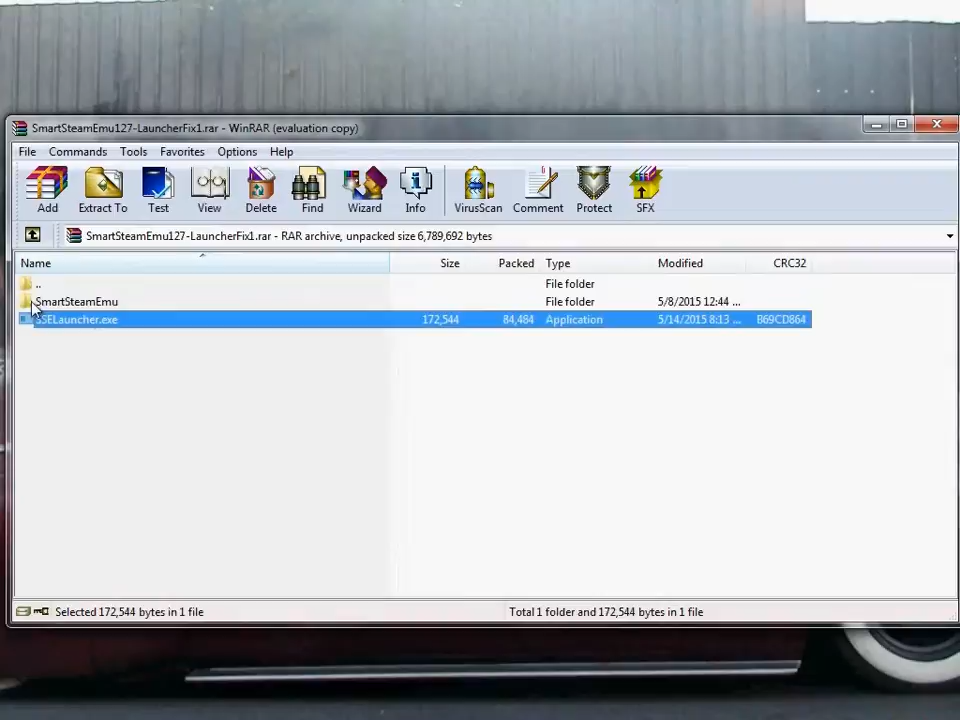 SmartSteamEmu127-LauncherFix1.rar - WinRAR (evaluation copy)
File Commands Tools Favorites Options Help
Add Extract To Test View Delete Find Wizard Info VirusScan Comment Protect SFX
SmartSteamEmu127-LauncherFix1.rar - RAR archive, unpacked size 6,789,692 bytes
Name Size Packed Type Modified CRC32
.. File folder
SmartSteamEmu File folder 5/8/2015 12:44 ...
SSELauncher.exe 172,544 84,484 Application 5/14/2015 8:13 ... B69CD864
Selected 172,544 bytes in 1 file Total 1 folder and 172,544 bytes in 1 file